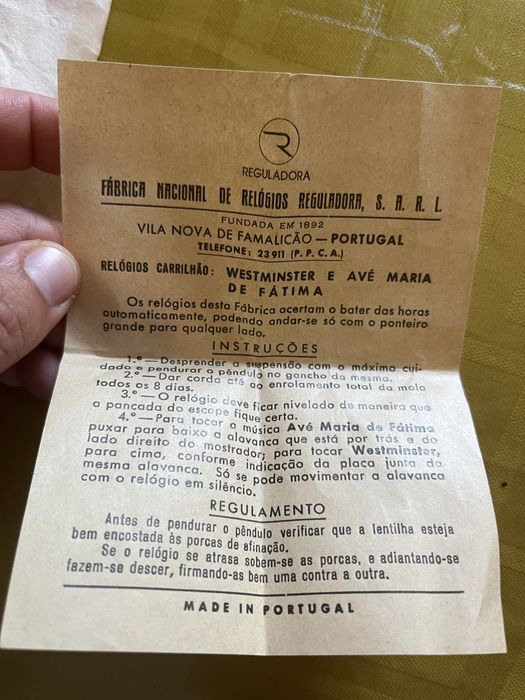 R
REGULADORA
FÁBRICA NACIONAL DE RELÓGIOS REGULADORA, S. A. R. L.
FUNDADA EM 1892
VILA NOVA DE FAMALICÃO — PORTUGAL
TELEFONE: 23911 (P. P. C. A.)
RELÓGIOS CARRILHÃO: WESTMINSTER E AVÉ MARIA
DE FÁTIMA
Os relógios desta Fábrica acertam o bater das horas
automaticamente, podendo andar-se só com o ponteiro
grande para qualquer lado.
INSTRUÇÕES
1.º — Desprender a suspensão com o máximo cui-
dado e pendurar o pêndulo no gancho da mesma.
2.º — Dar corda até ao enrolamento total da mola
todos os 8 dias.
3.º — O relógio deve ficar nivelado de maneira que
a pancada do escope fique certa.
4.º — Para tocar a música Avé Maria de Fátima
puxar para baixo a alavanca que está por trás e do
lado direito do mostrador; para tocar Westminster,
para cima, conforme indicação da placa junta da
mesma alavanca. Só se pode movimentar a alavanca
com o relógio em silêncio.
REGULAMENTO
Antes de pendurar o pêndulo verificar que a lentilha esteja
bem encostada às porcas de afinação.
Se o relógio se atrasa sobem-se as porcas, e adiantando-se
fazem-se descer, firmando-as bem uma contra a outra.
MADE IN PORTUGAL